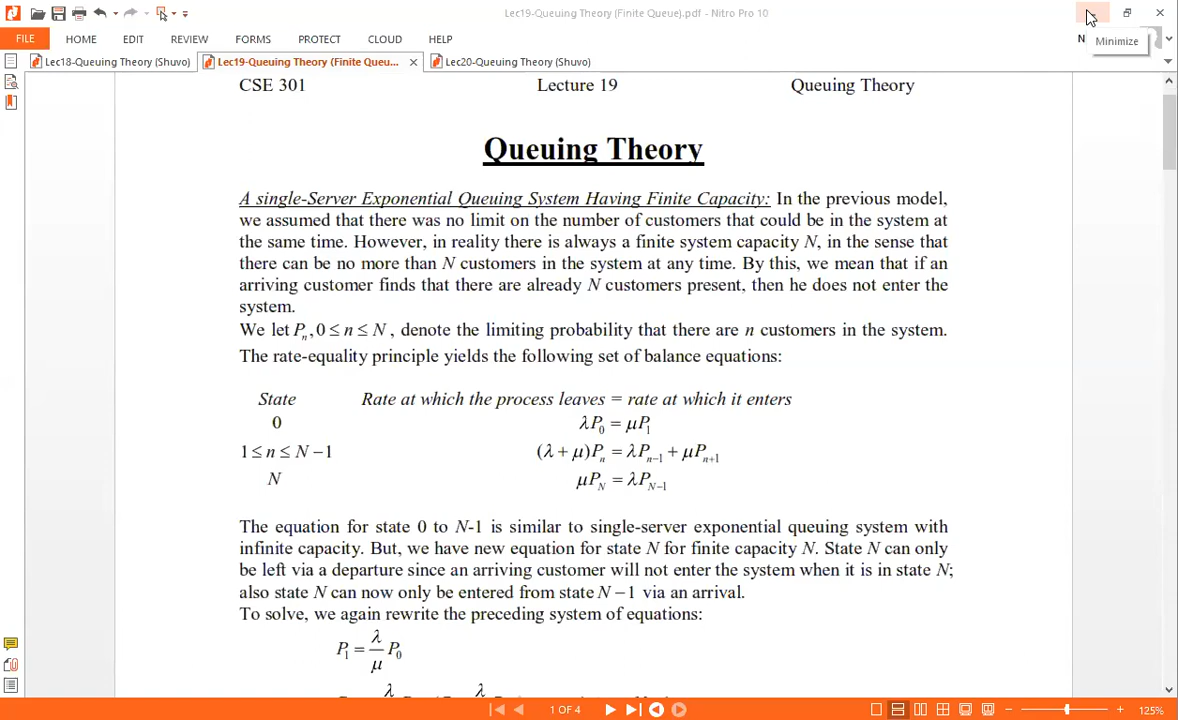 Lec19-Queuing Theory (Finite Queue).pdf - Nitro Pro 10
FILE HOME EDIT REVIEW FORMS PROTECT CLOUD HELP N
Minimize
Lec18-Queuing Theory (Shuvo) Lec19-Queuing Theory (Finite Queu... Lec20-Queuing Theory (Shuvo)
CSE 301 Lecture 19 Queuing Theory
Queuing Theory
A single-Server Exponential Queuing System Having Finite Capacity: In the previous model,
we assumed that there was no limit on the number of customers that could be in the system at
the same time. However, in reality there is always a finite system capacity N, in the sense that
there can be no more than N customers in the system at any time. By this, we mean that if an
arriving customer finds that there are already N customers present, then he does not enter the
system.
We let Pₙ, 0 ≤ n ≤ N , denote the limiting probability that there are n customers in the system.
The rate-equality principle yields the following set of balance equations:
State Rate at which the process leaves = rate at which it enters
0 λP₀ = μP₁
1 ≤ n ≤ N −1 (λ + μ)Pₙ = λPₙ₋₁ + μPₙ₊₁
N μP_N = λP_{N−1}
The equation for state 0 to N-1 is similar to single-server exponential queuing system with
infinite capacity. But, we have new equation for state N for finite capacity N. State N can only
be left via a departure since an arriving customer will not enter the system when it is in state N;
also state N can now only be entered from state N −1 via an arrival.
To solve, we again rewrite the preceding system of equations:
P₁ = λ/μ P₀
1 OF 4 125%